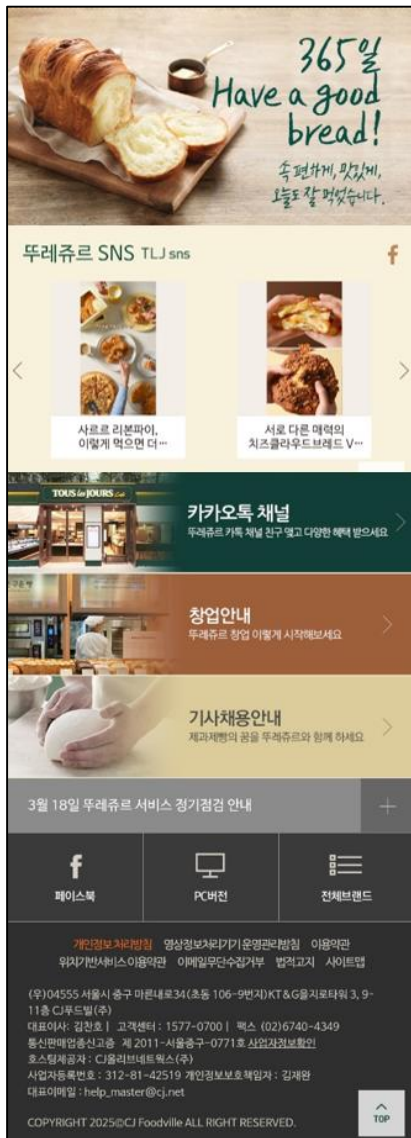 365일
Have a good
bread!
속 편하게, 맛있게,
오늘도 잘 먹었습니다.
뚜레쥬르 SNS TLJ sns
사르르 리본파이,
이렇게 먹으면 더…
서로 다른 매력의
치즈클라우드브레드 V…
TOUS les JOURS Café
카카오톡 채널
뚜레쥬르 카톡 채널 친구 맺고 다양한 혜택 받으세요
창업안내
뚜레쥬르 창업 이렇게 시작해보세요
기사채용안내
제과제빵의 꿈을 뚜레쥬르와 함께 하세요
3월 18일 뚜레쥬르 서비스 정기점검 안내
페이스북 PC버전 전체브랜드
개인정보 처리방침 영상정보처리기기 운영관리방침 이용약관
위치기반서비스 이용약관 이메일무단수집거부 법적고지 사이트맵
(우)04555 서울시 중구 마른내로34(초동 106-9번지)KT&G을지로타워 3, 9-
11층 CJ푸드빌(주)
대표이사: 김찬호 | 고객센터 : 1577-0700 | 팩스 (02)6740-4349
통신판매업증신고증 제 2011-서울중구-0771호 사업자정보확인
호스팅제공자 : CJ올리브네트웍스(주)
사업자등록번호 : 312-81-42519 개인정보보호책임자 : 김재완
대표이메일 : help_master@cj.net
COPYRIGHT 2025©CJ Foodville ALL RIGHT RESERVED.
TOP